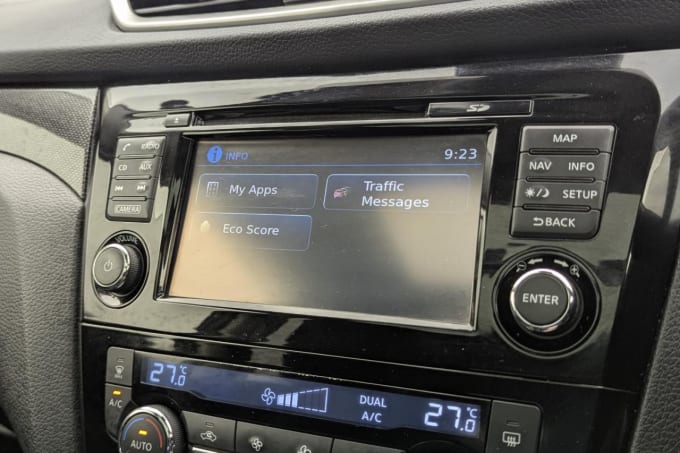 SD
INFO 9:23
My Apps
Traffic
Messages
Eco Score
RADIO
CD AUX
CAMERA
VOLUME
MAP
NAV INFO
SETUP
BACK
ENTER
27.0°C
DUAL
A/C
27.0°C
A/C
AUTO